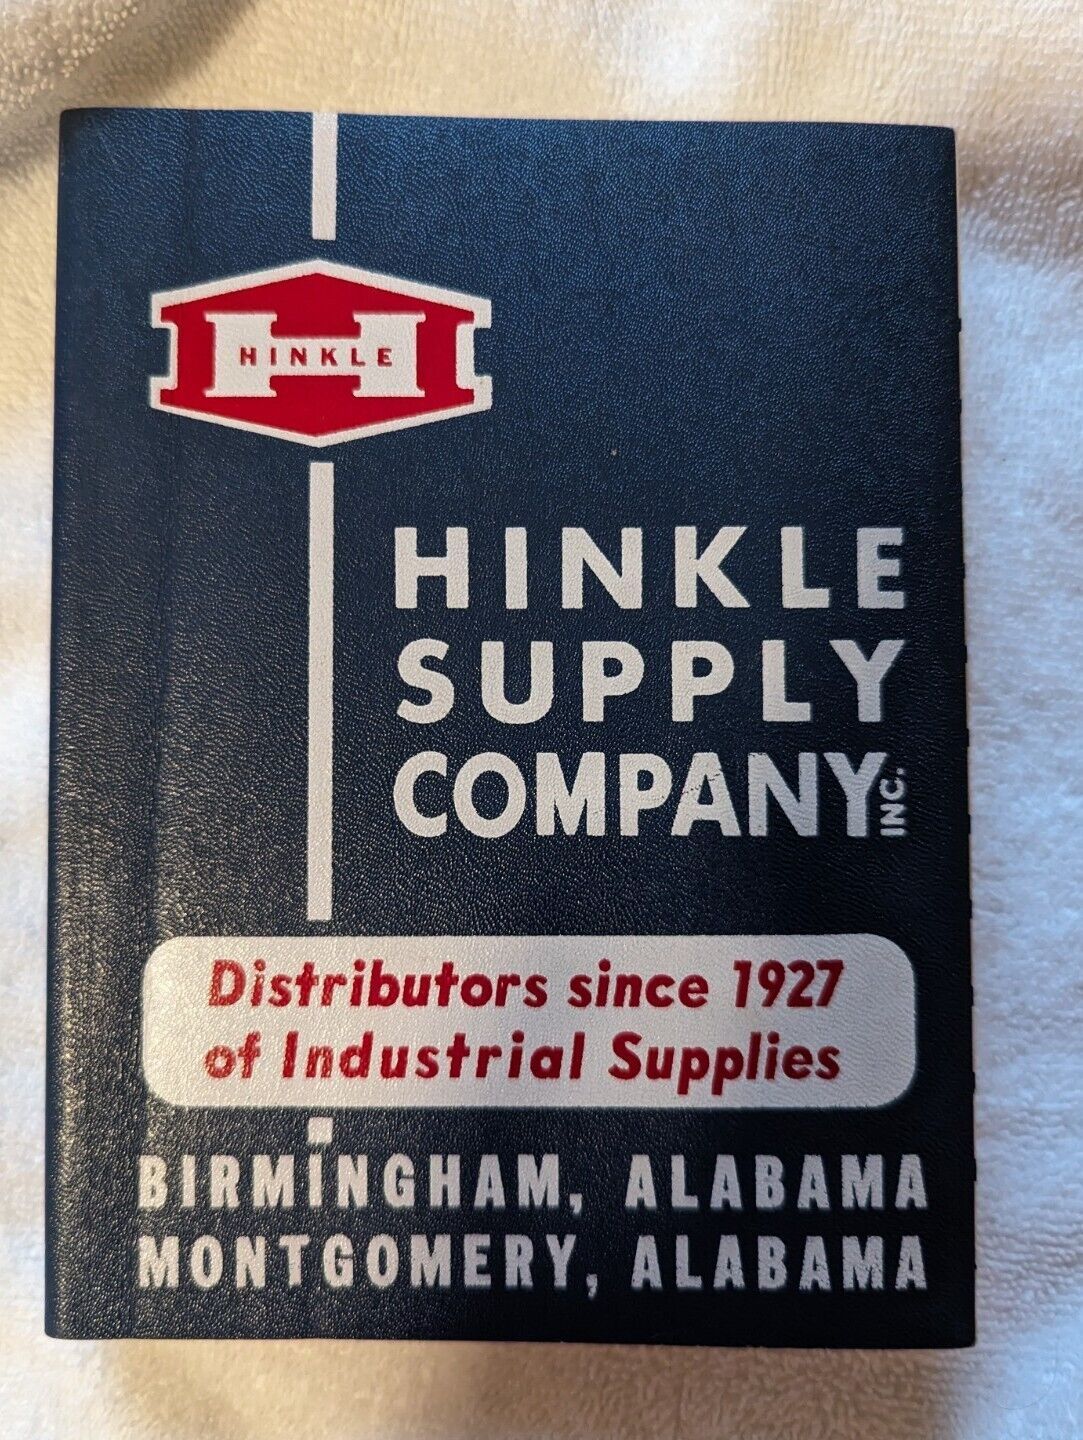 HINKLE
HINKLE
SUPPLY
COMPANY INC.
Distributors since 1927
of Industrial Supplies
BIRMINGHAM, ALABAMA
MONTGOMERY, ALABAMA